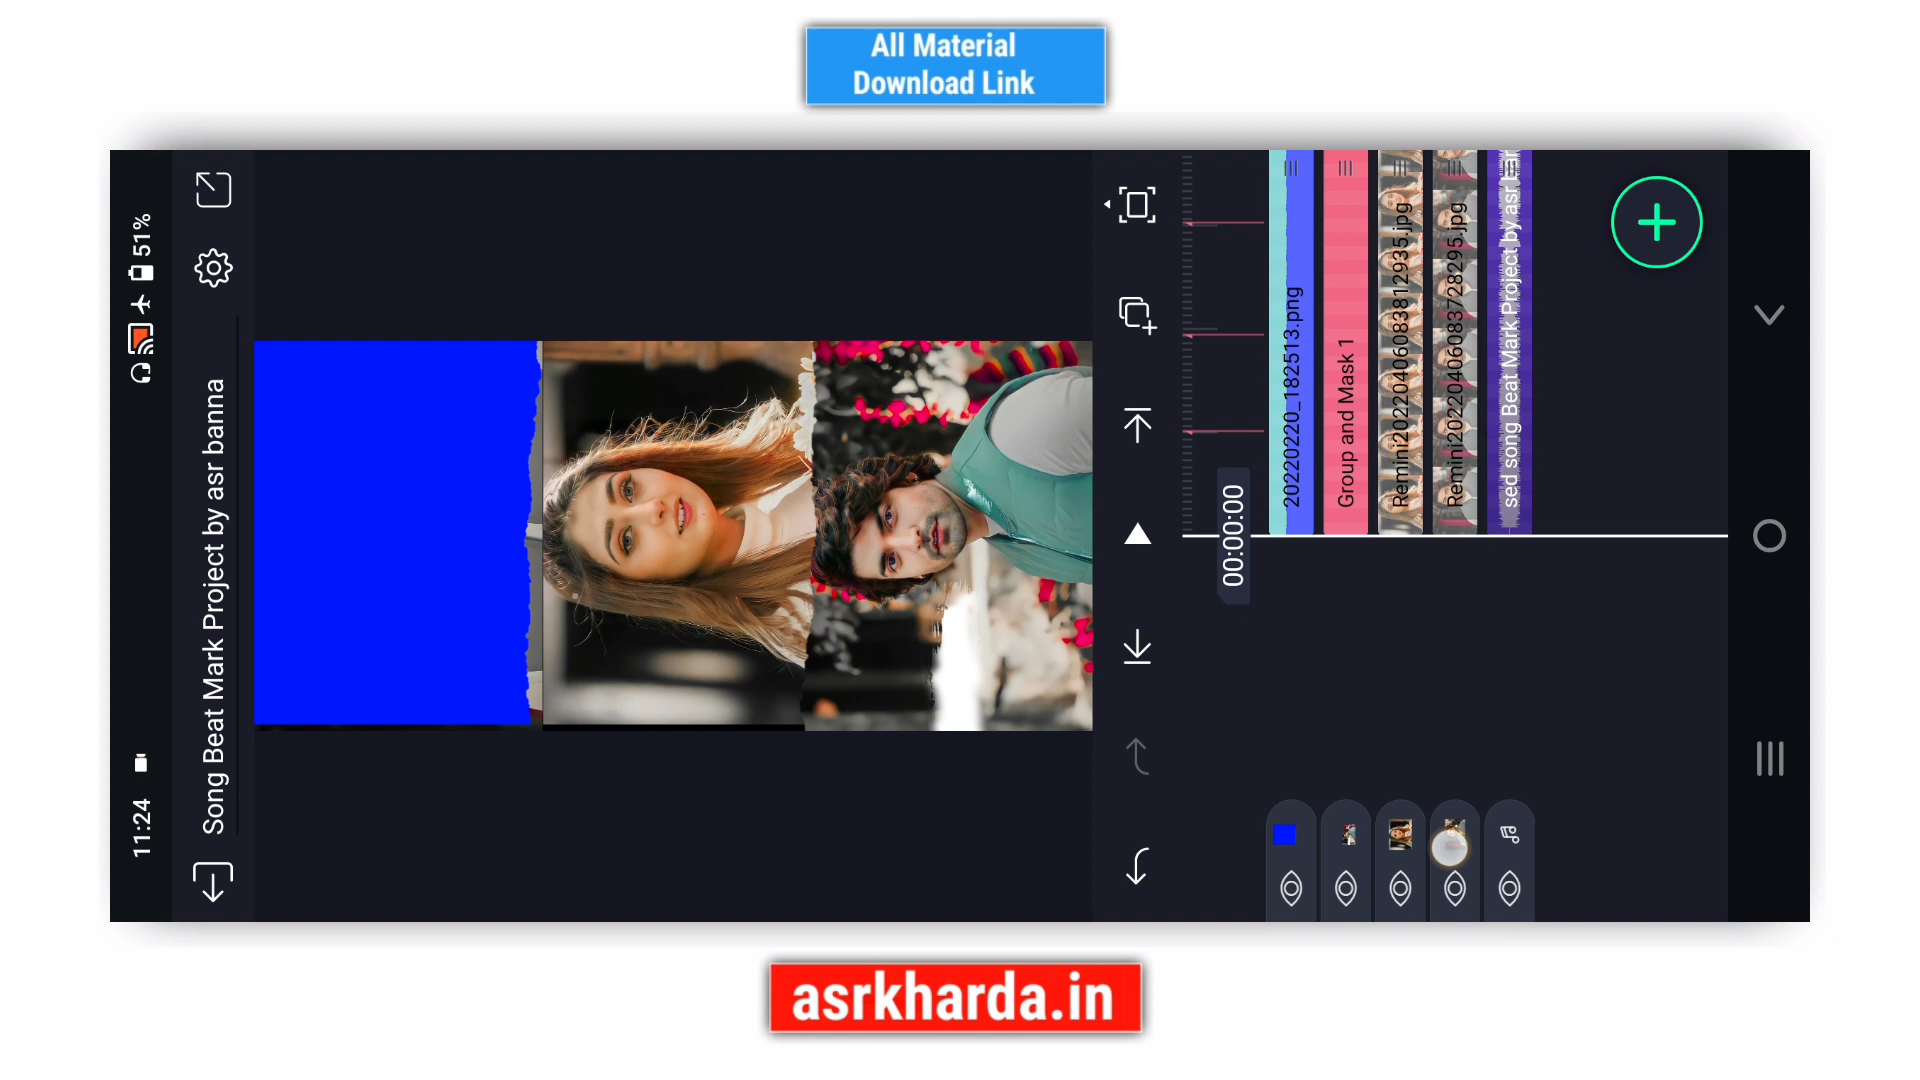 All Material
Download Link
11:24
51%
Song Beat Mark Project by asr banna
00:00:00
20220220_182513.png
Group and Mask 1
Remini20220406083812935.jpg
Remini20220406083728295.jpg
sed song Beat Mark Project by asr bar
asrkharda.in